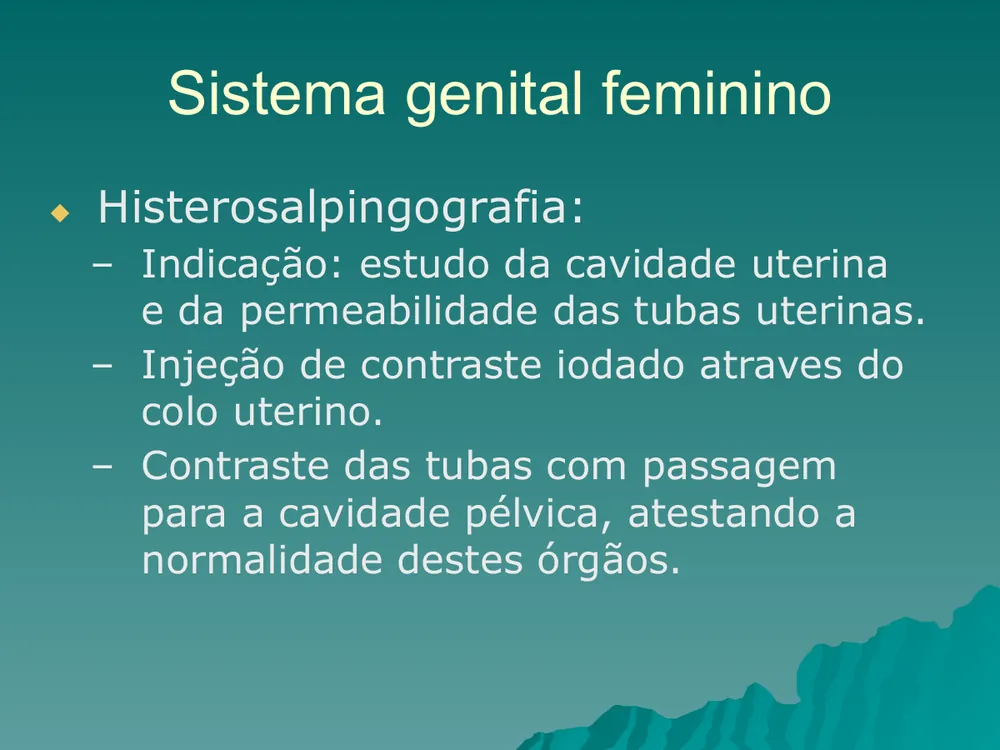 Sistema genital feminino
Histerosalpingografia:
– Indicação: estudo da cavidade uterina
e da permeabilidade das tubas uterinas.
– Injeção de contraste iodado atraves do
colo uterino.
– Contraste das tubas com passagem
para a cavidade pélvica, atestando a
normalidade destes órgãos.